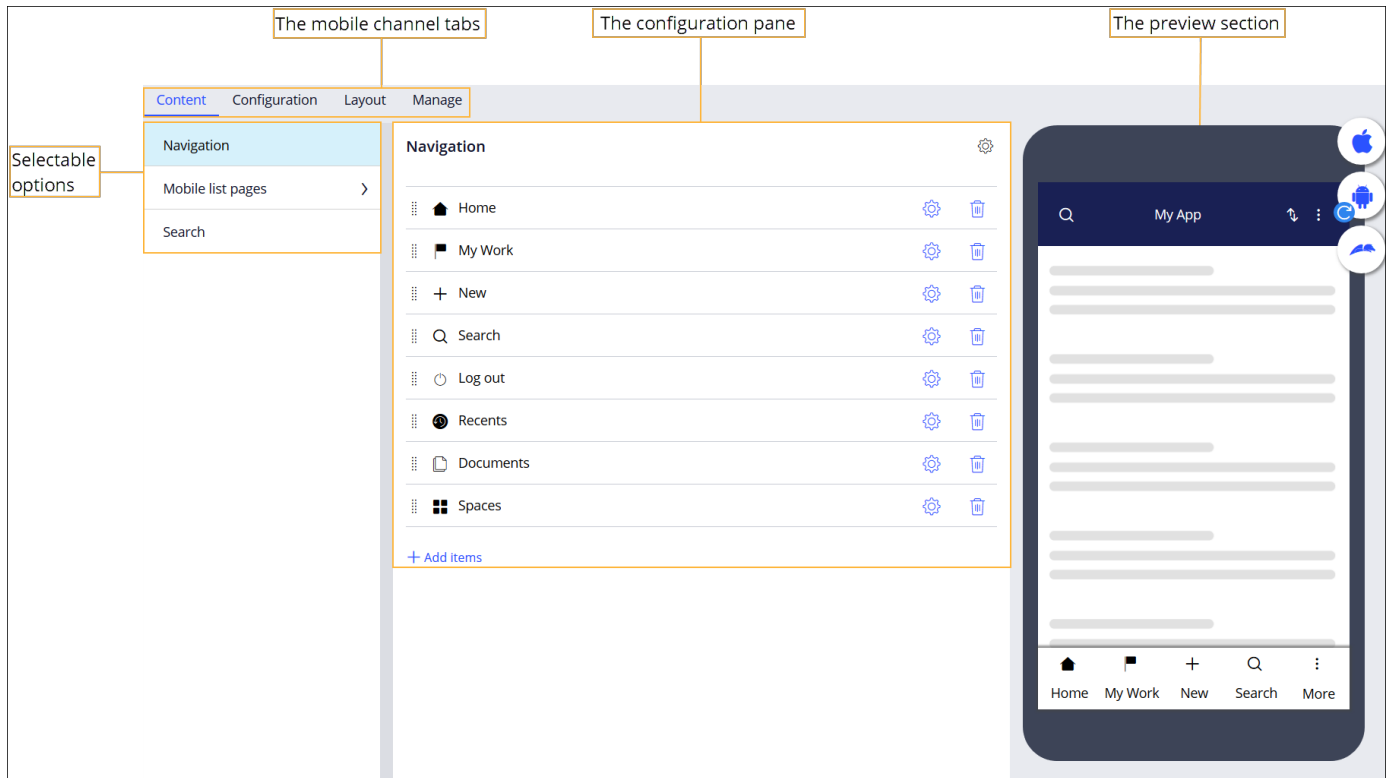 The mobile channel tabs
The configuration pane
The preview section
Content Configuration Layout Manage
Selectable
options
Navigation
Mobile list pages
Search
Navigation
Home
My Work
New
Search
Log out
Recents
Documents
Spaces
Add items
My App
Home My Work New Search More